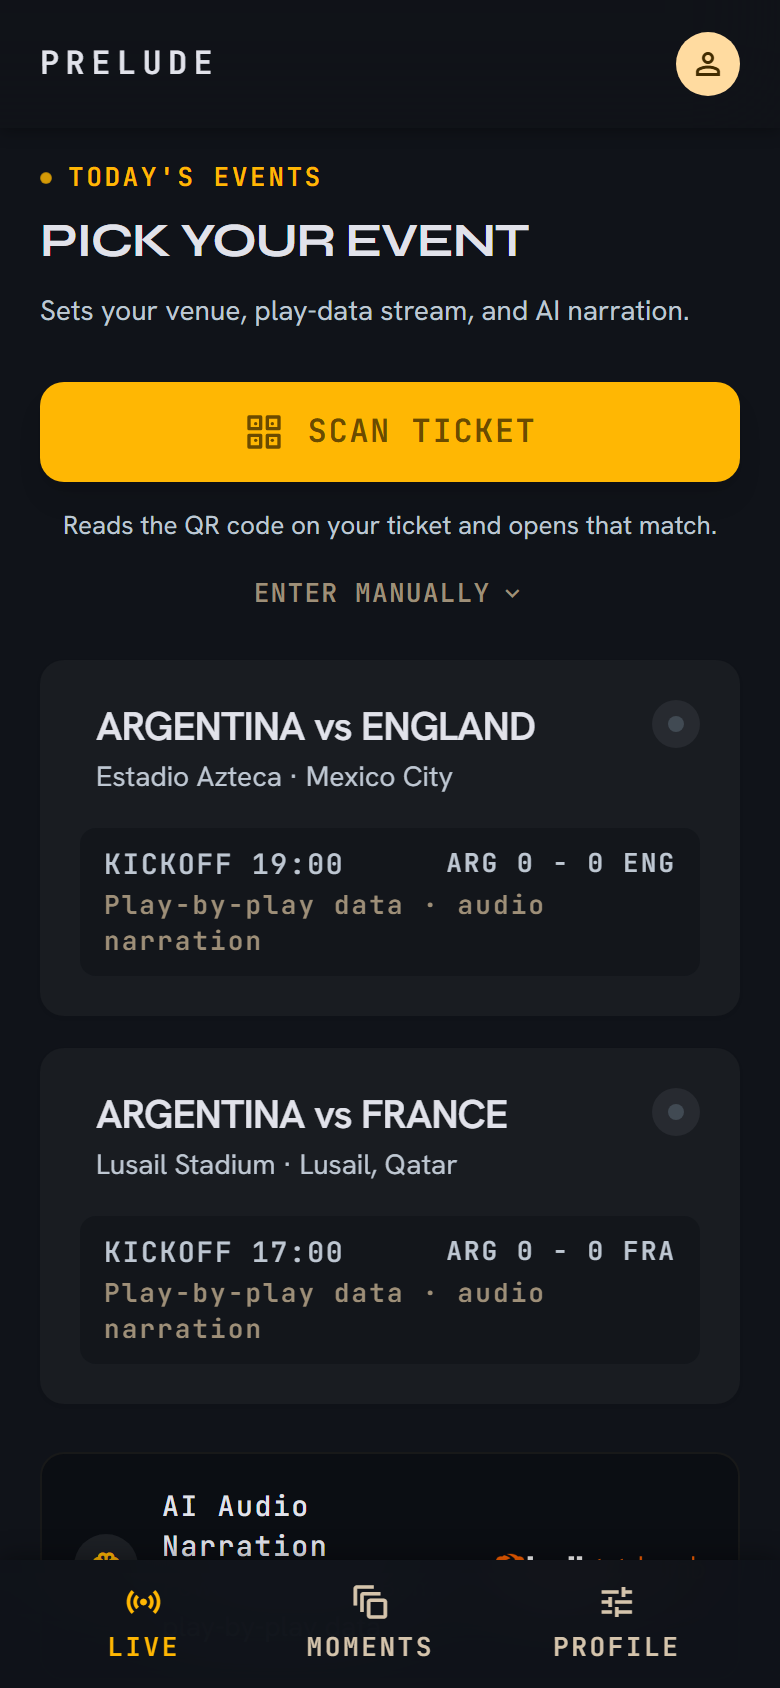 PRELUDE
TODAY'S EVENTS
PICK YOUR EVENT
Sets your venue, play-data stream, and AI narration.
SCAN TICKET
Reads the QR code on your ticket and opens that match.
ENTER MANUALLY
ARGENTINA vs ENGLAND
Estadio Azteca · Mexico City
KICKOFF 19:00
ARG 0 - 0 ENG
Play-by-play data · audio
narration
ARGENTINA vs FRANCE
Lusail Stadium · Lusail, Qatar
KICKOFF 17:00
ARG 0 - 0 FRA
Play-by-play data · audio
narration
AI Audio
Narration
LIVE
MOMENTS
PROFILE